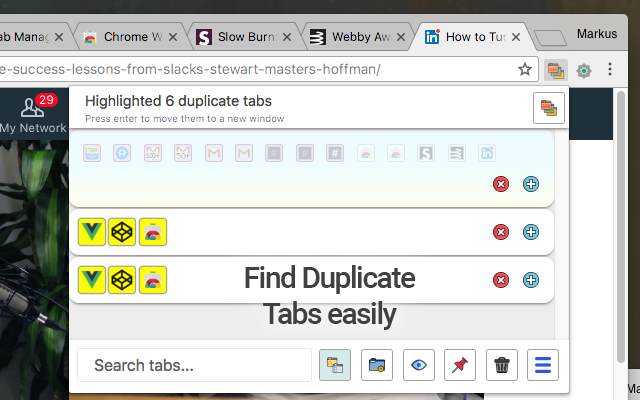 ab Manag
Chrome W
Slow Burn:
Webby Aw
How to Tur
Markus
e-success-lessons-from-slacks-stewart-masters-hoffman/
29
My Network
Highlighted 6 duplicate tabs
Press enter to move them to a new window
100+
50+
Find Duplicate
Tabs easily
Search tabs...
Ma